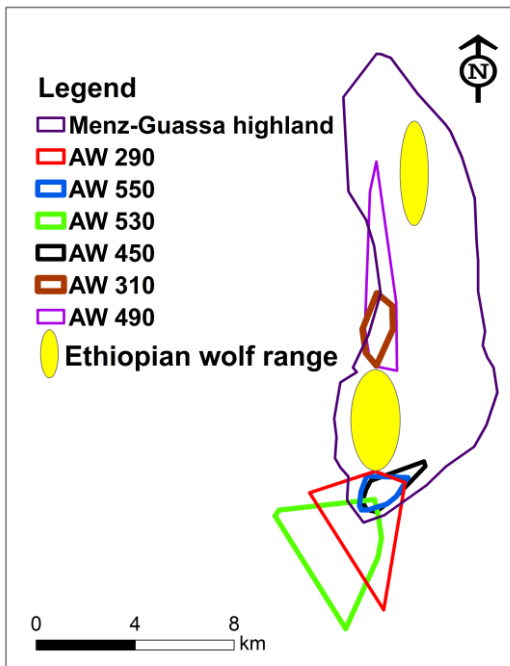 N
Legend
Menz-Guassa highland
AW 290
AW 550
AW 530
AW 450
AW 310
AW 490
Ethiopian wolf range
0 4 8
km